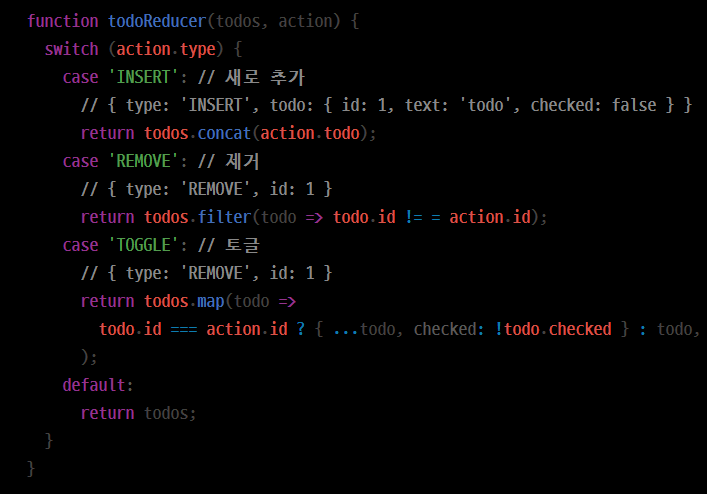 function todoReducer(todos, action) {
  switch (action.type) {
    case 'INSERT': // 새로 추가
      // { type: 'INSERT', todo: { id: 1, text: 'todo', checked: false } }
      return todos.concat(action.todo);
    case 'REMOVE': // 제거
      // { type: 'REMOVE', id: 1 }
      return todos.filter(todo => todo.id != = action.id);
    case 'TOGGLE': // 토글
      // { type: 'REMOVE', id: 1 }
      return todos.map(todo =>
        todo.id === action.id ? { ...todo, checked: !todo.checked } : todo,
      );
    default:
      return todos;
  }
}